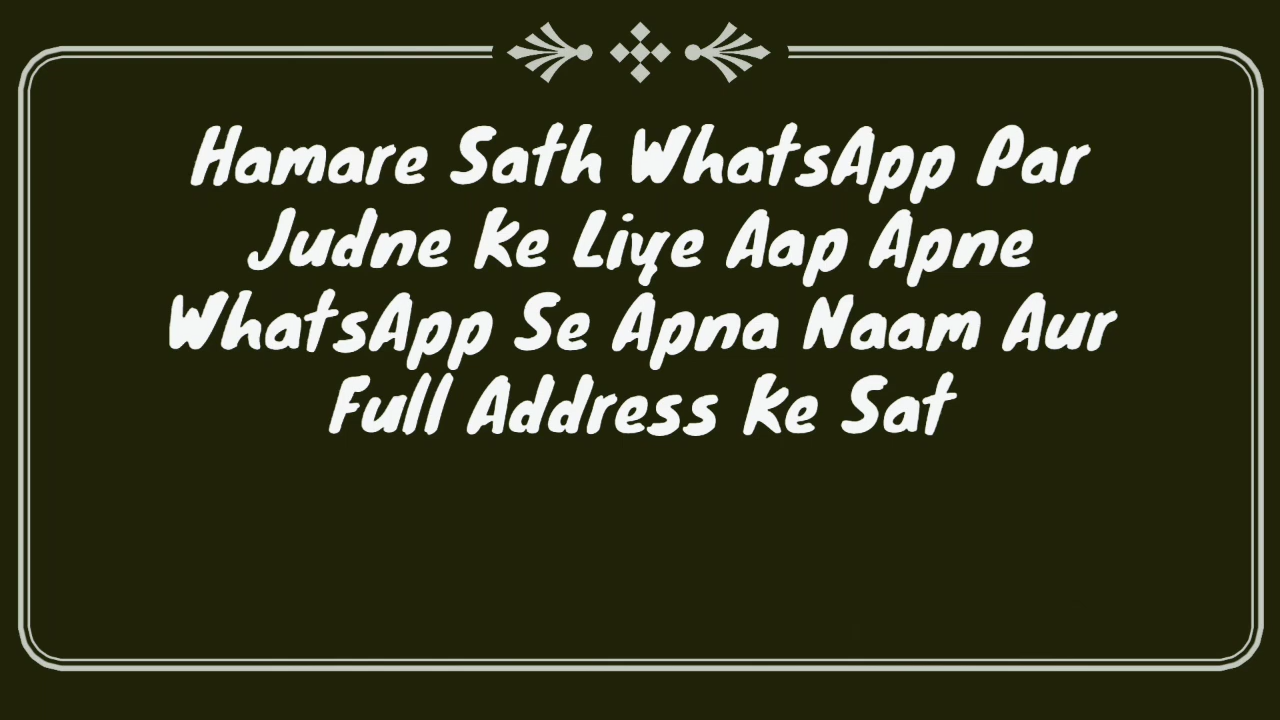 Hamare Sath WhatsApp Par
Judne Ke Liye Aap Apne
WhatsApp Se Apna Naam Aur
Full Address Ke Sat